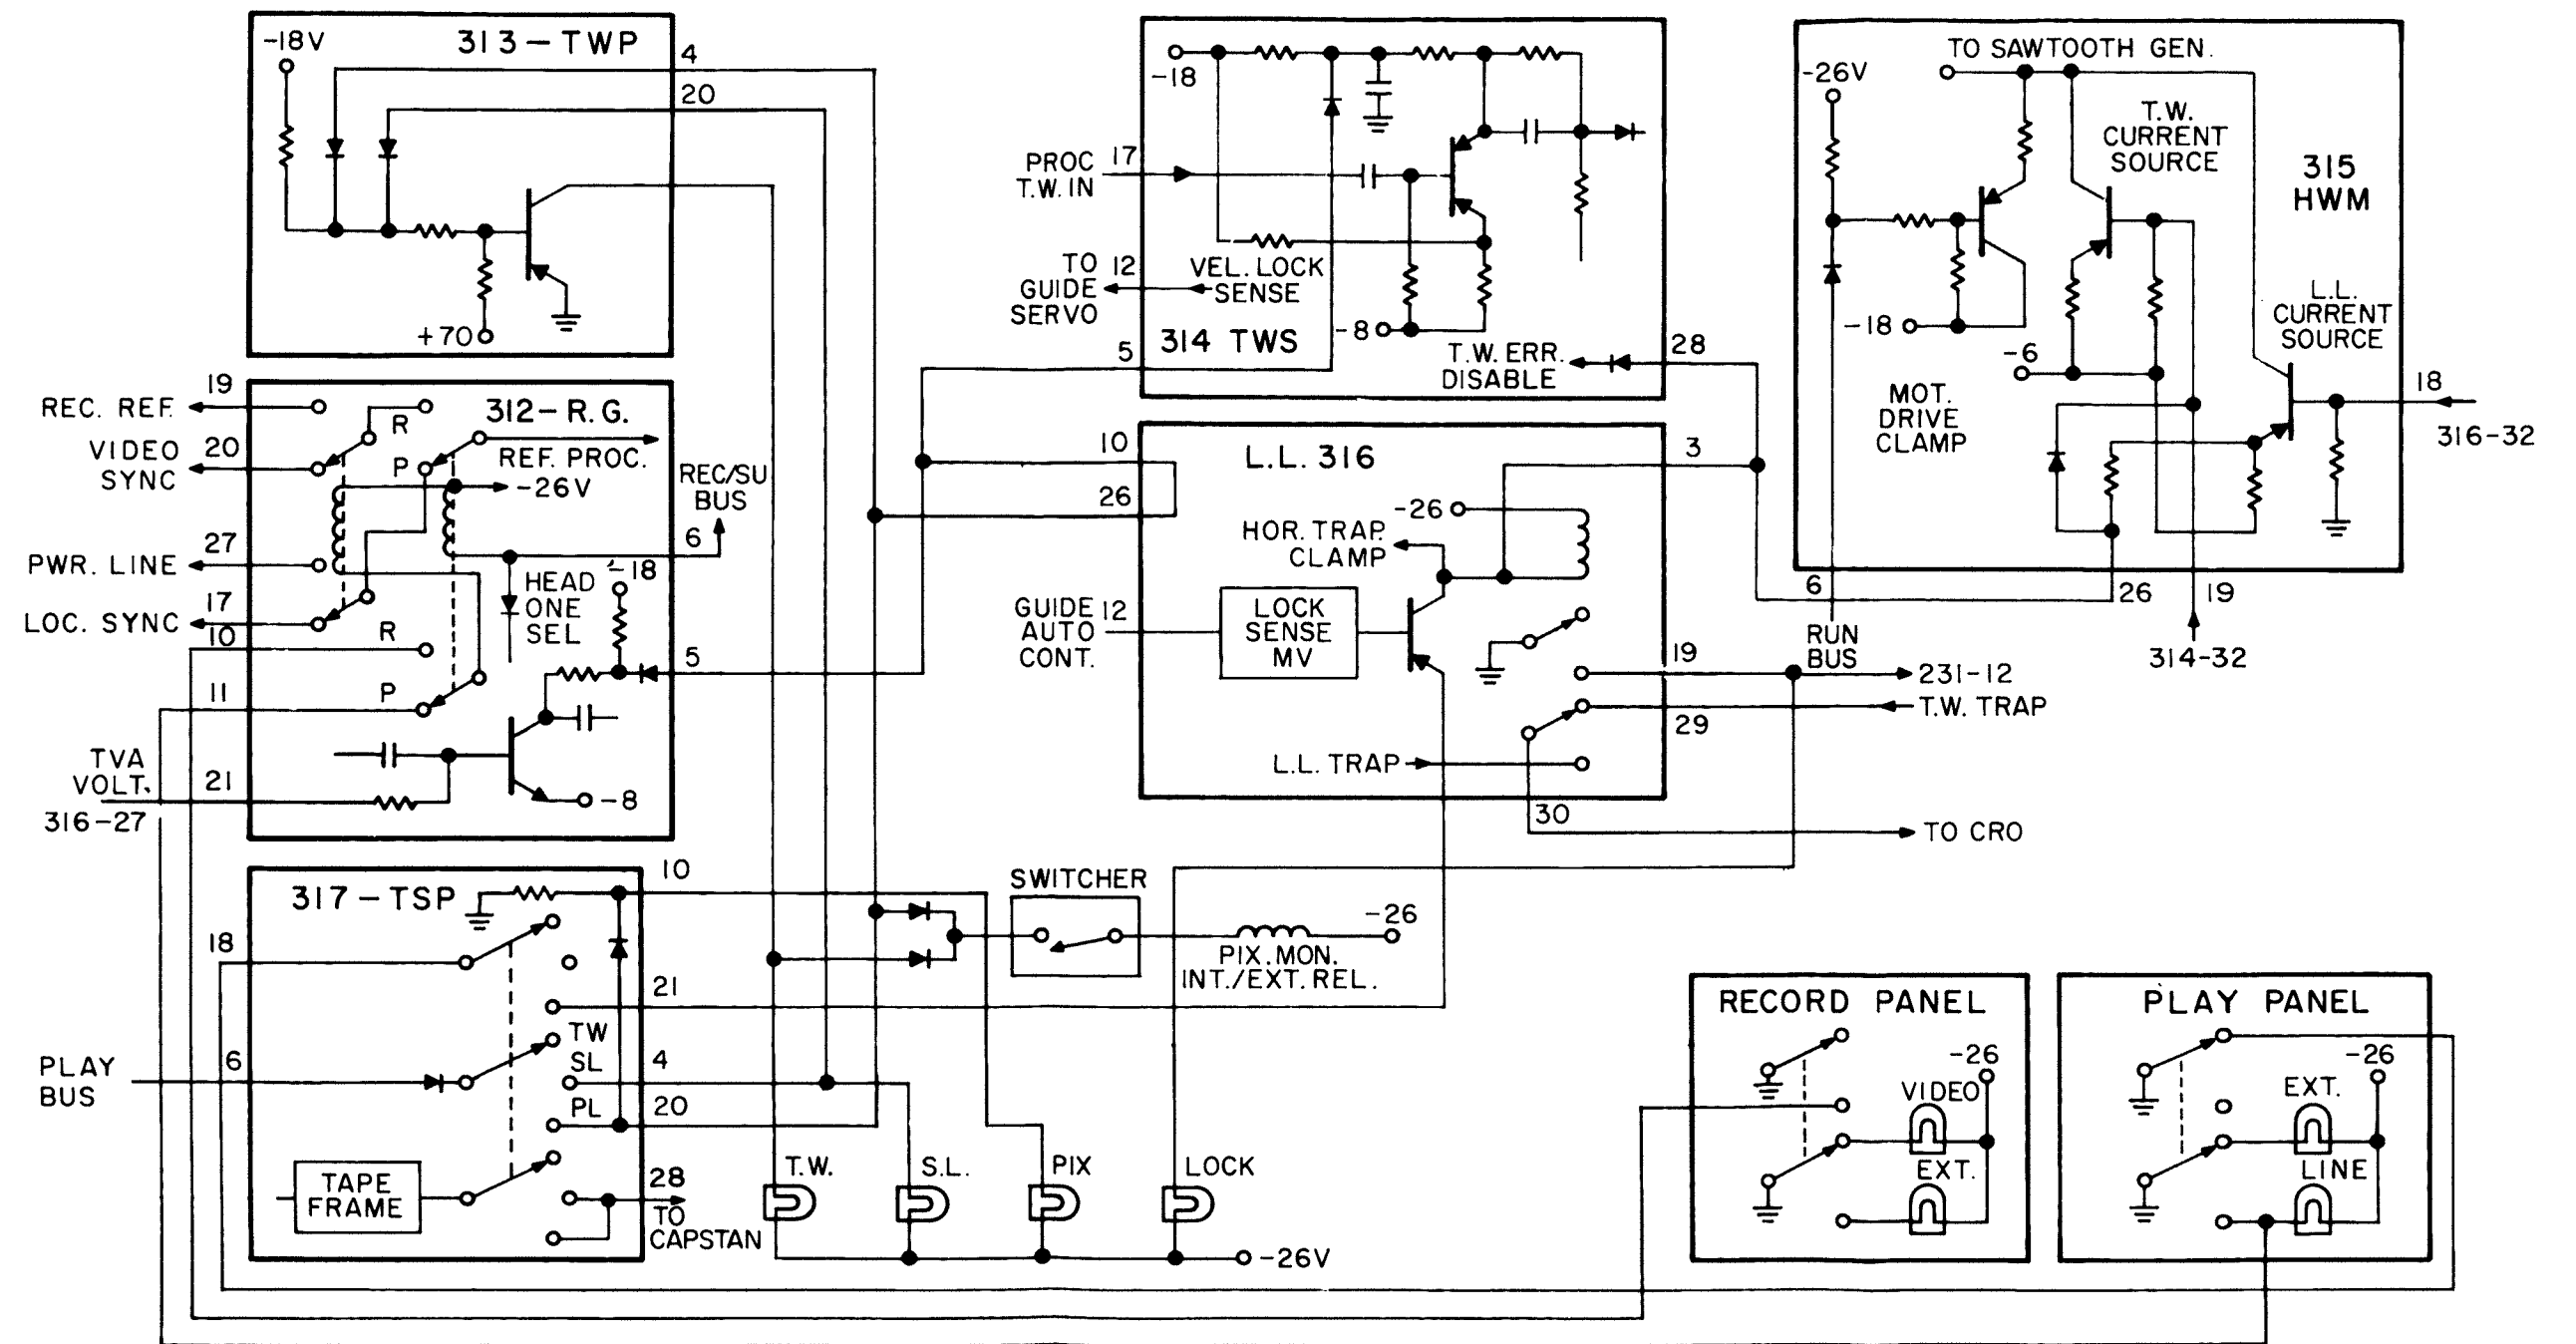 313-TWP
-18V
4
20
+70
312-R.G.
19
REC. REF.
R
20
VIDEO
SYNC
P
REF. PROC.
-26V
REC/SU
BUS
6
27
PWR. LINE
17
LOC. SYNC
10
HEAD
ONE
SEL
-18
R
5
11
P
TVA
VOLT.
21
316-27
-8
317-TSP
10
18
21
PLAY
BUS
6
TW
SL
4
PL
20
TAPE
FRAME
28
TO
CAPSTAN
-18
PROC
T.W. IN
17
TO
GUIDE
SERVO
12
VEL. LOCK
SENSE
-8
314 TWS
5
T.W. ERR.
DISABLE
28
L.L. 316
10
26
3
-26
HOR. TRAP.
CLAMP
GUIDE
AUTO
CONT.
12
LOCK
SENSE
MV
19
231-12
T.W. TRAP
29
L.L. TRAP
30
TO CRO
SWITCHER
-26
PIX. MON.
INT./EXT. REL.
T.W.
S.L.
PIX
LOCK
-26V
TO SAWTOOTH GEN.
-26V
T.W.
CURRENT
SOURCE
315
HWM
-18
-6
L.L.
CURRENT
SOURCE
MOT.
DRIVE
CLAMP
18
316-32
6
26
19
RUN
BUS
314-32
RECORD PANEL
-26
VIDEO
EXT.
PLAY PANEL
-26
EXT.
LINE